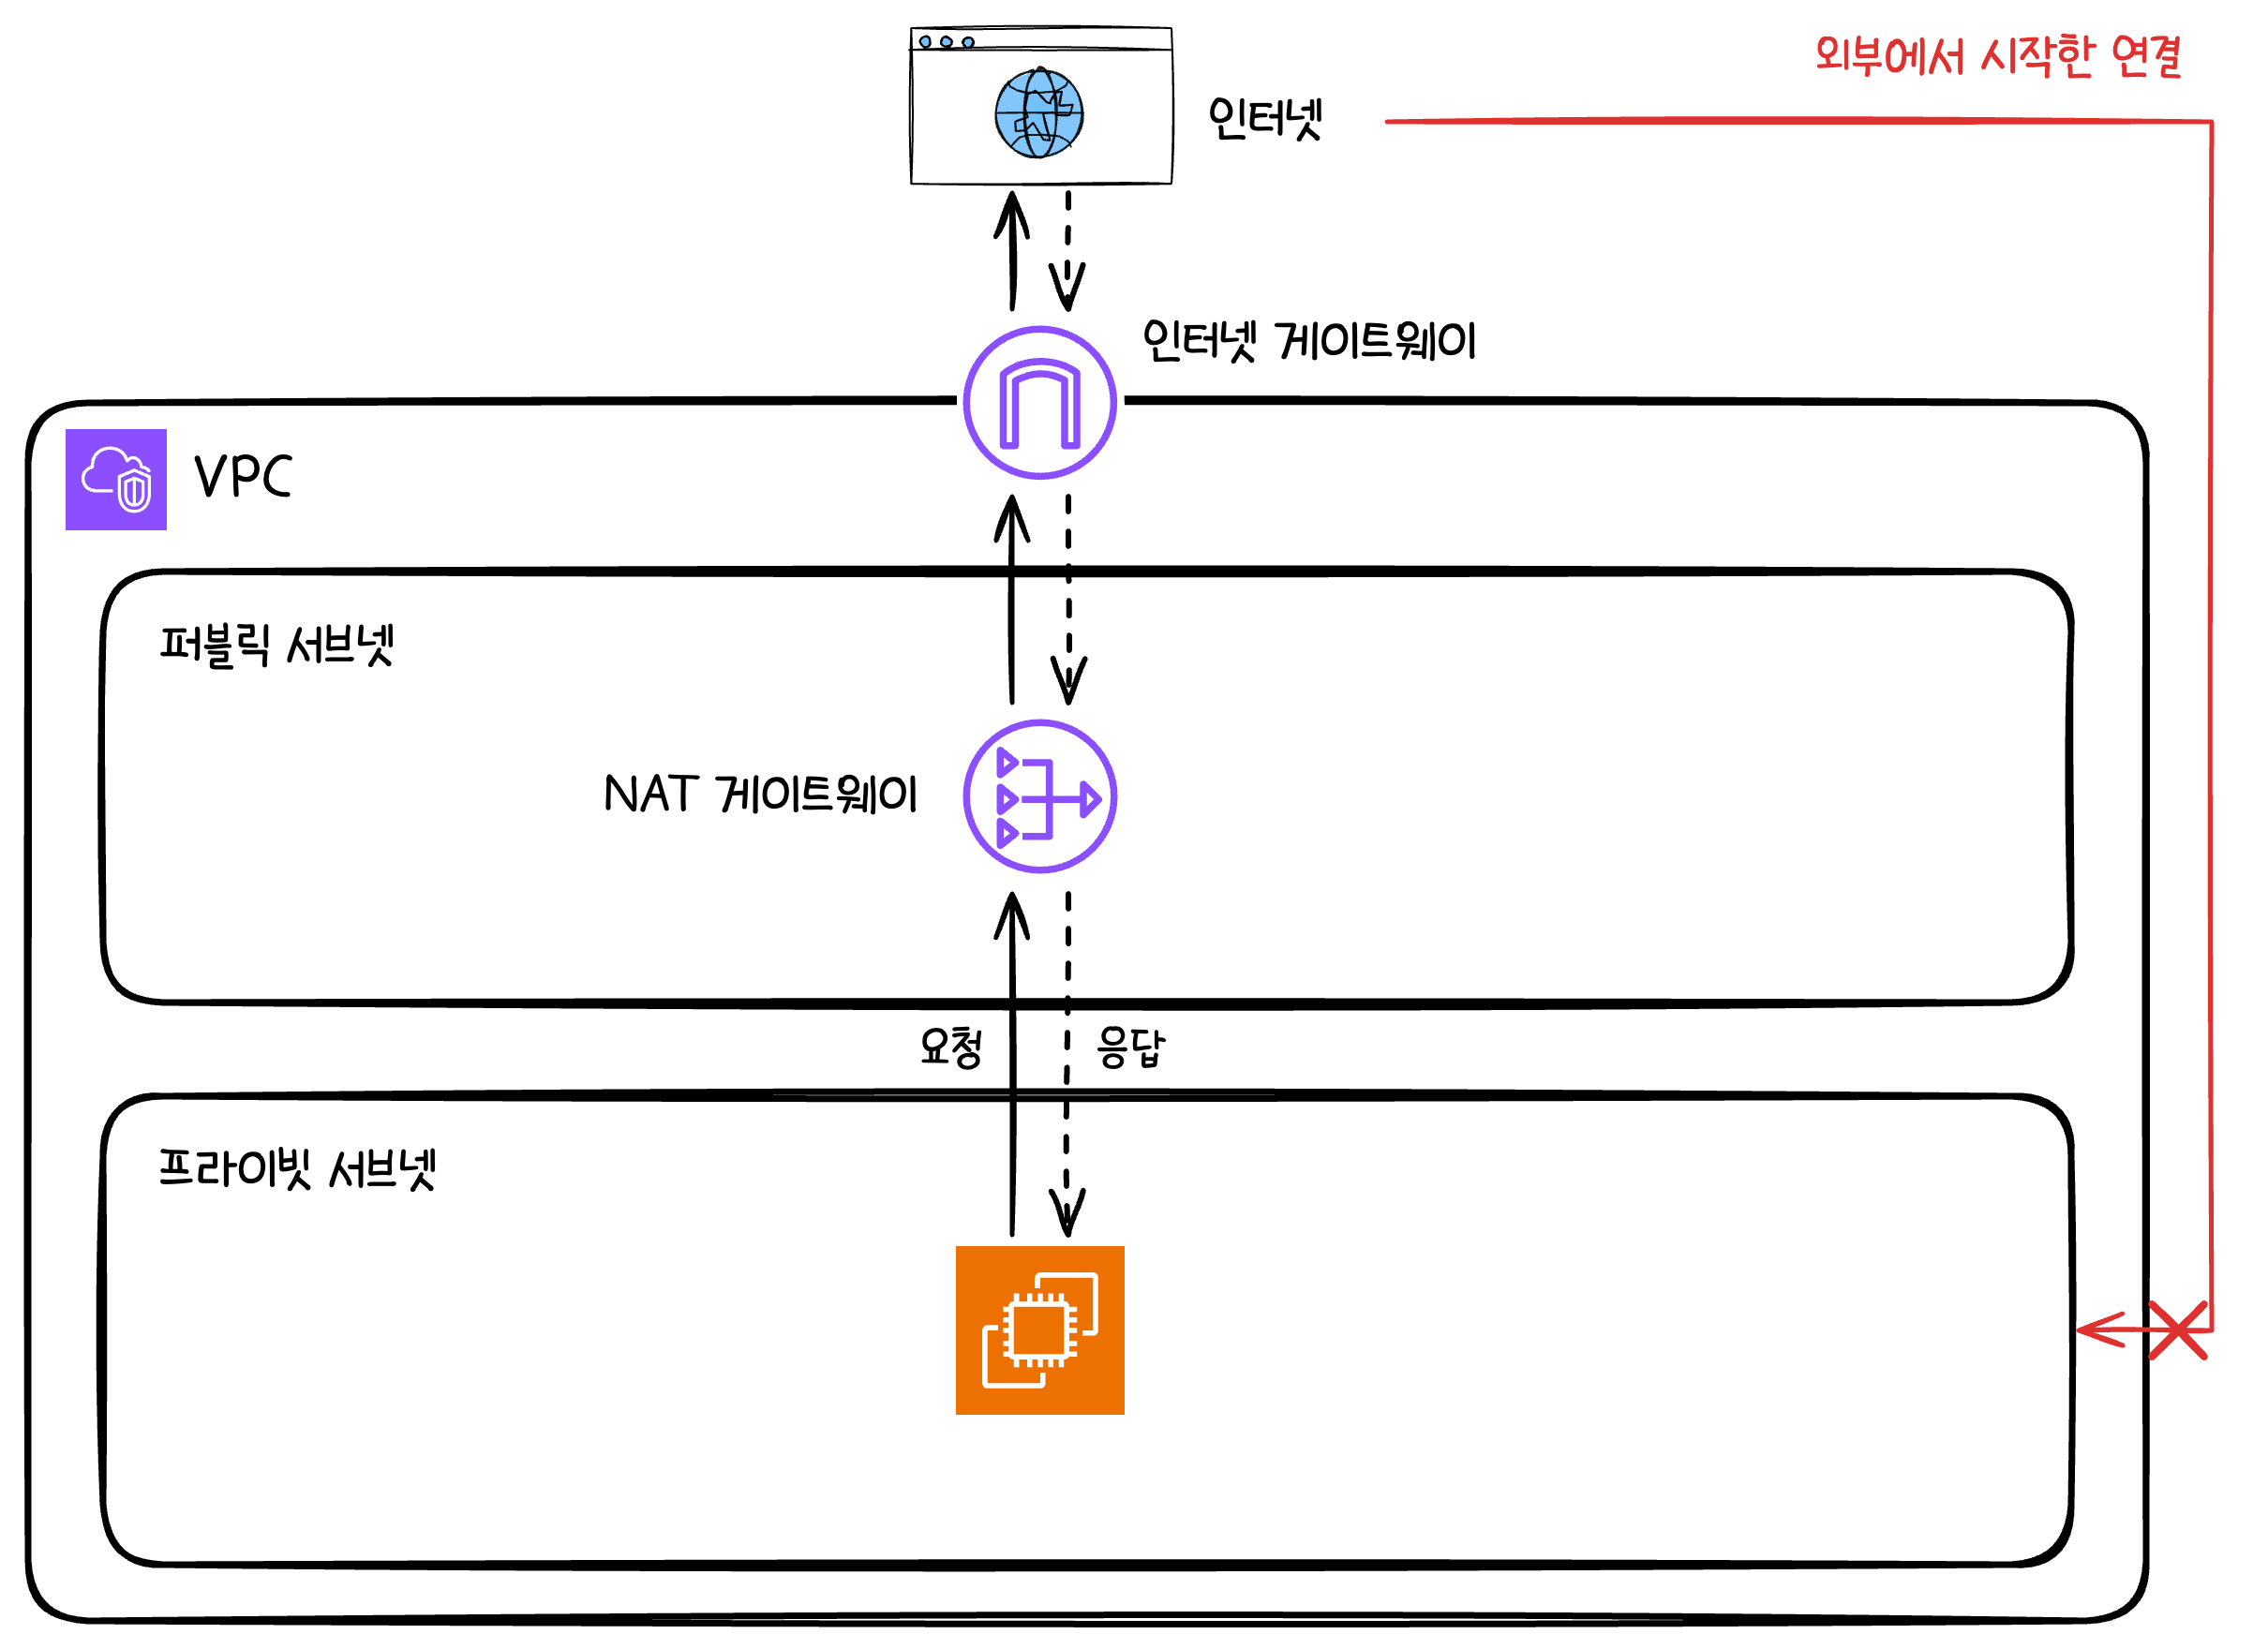 외부에서 시작한 연결
인터넷
인터넷 게이트웨이
VPC
퍼블릭 서브넷
NAT 게이트웨이
요청
응답
프라이빗 서브넷